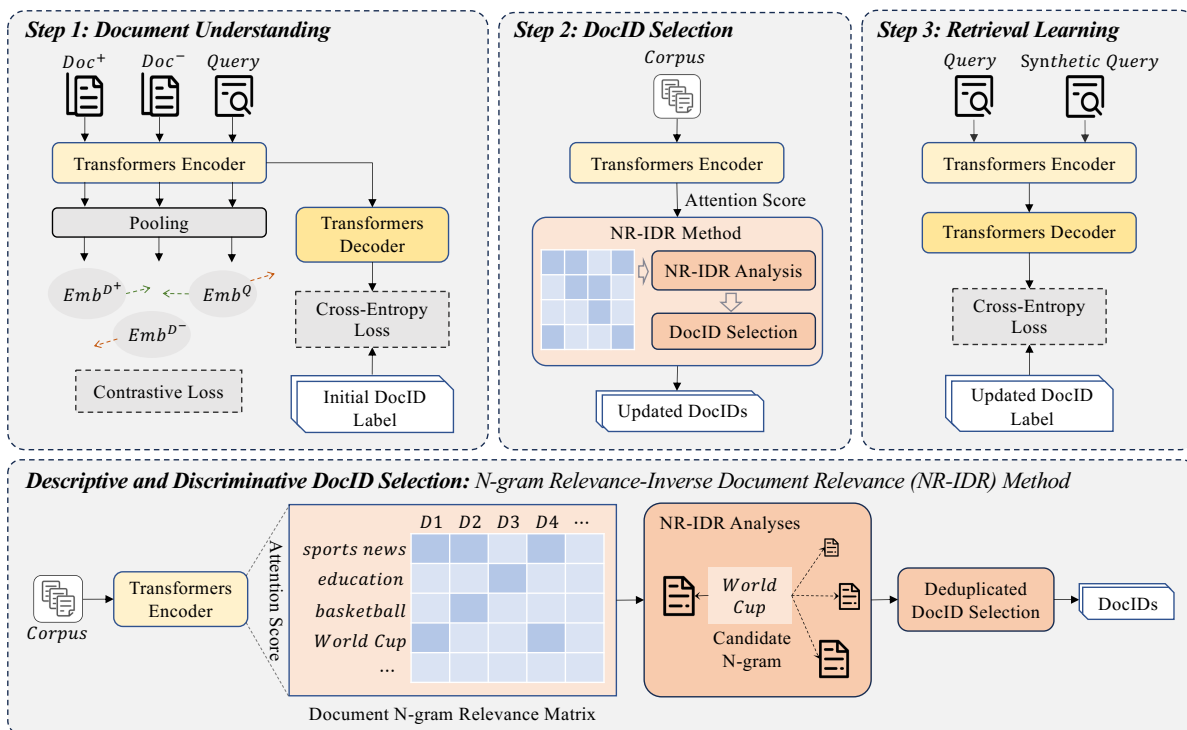 Step 1: Document Understanding
Doc+ Doc− Query
Transformers Encoder
Pooling
Transformers
Decoder
Emb^{D+}
Emb^Q
Emb^{D−}
Cross-Entropy
Loss
Contrastive Loss
Initial DocID
Label
Step 2: DocID Selection
Corpus
Transformers Encoder
Attention Score
NR-IDR Method
NR-IDR Analysis
DocID Selection
Updated DocIDs
Step 3: Retrieval Learning
Query Synthetic Query
Transformers Encoder
Transformers Decoder
Cross-Entropy
Loss
Updated DocID
Label
Descriptive and Discriminative DocID Selection: N-gram Relevance-Inverse Document Relevance (NR-IDR) Method
Corpus
Transformers
Encoder
Attention Score
D1 D2 D3 D4 ...
sports news
education
basketball
World Cup
...
Document N-gram Relevance Matrix
NR-IDR Analyses
World
Cup
Candidate
N-gram
Deduplicated
DocID Selection
DocIDs